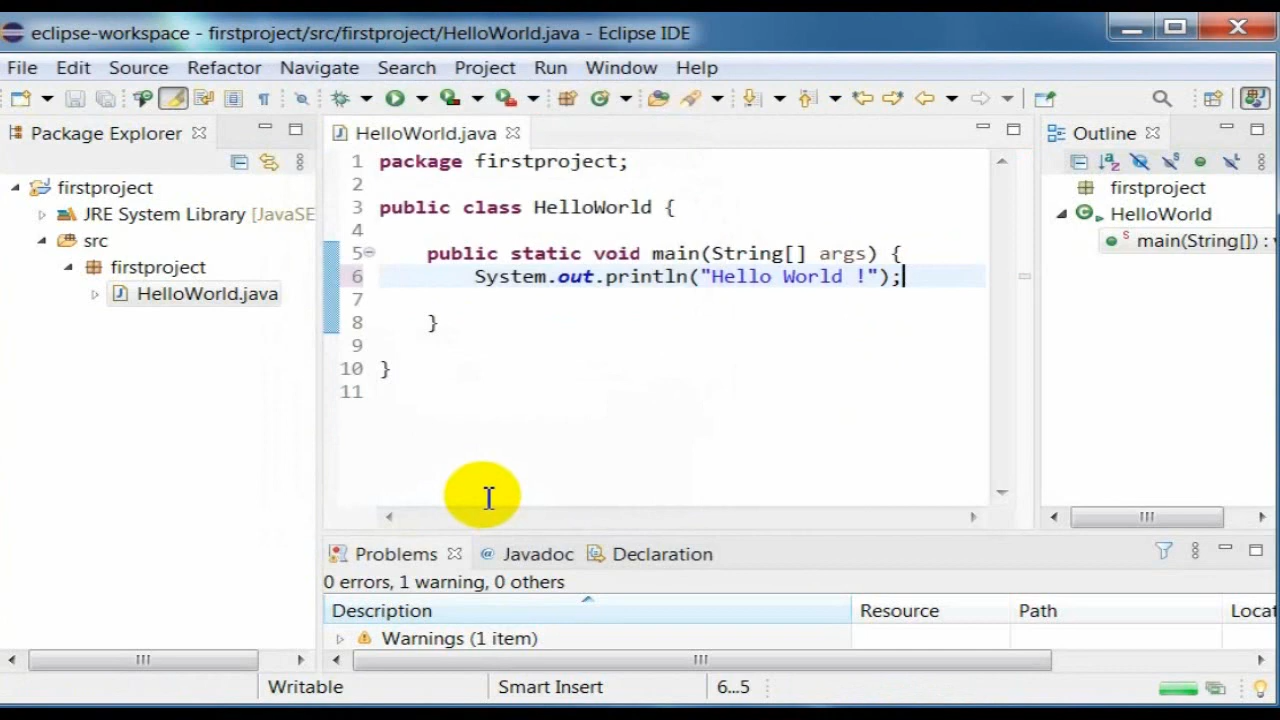 eclipse-workspace - firstproject/src/firstproject/HelloWorld.java - Eclipse IDE
File Edit Source Refactor Navigate Search Project Run Window Help
Package Explorer
firstproject
JRE System Library [JavaSE
src
firstproject
HelloWorld.java
HelloWorld.java
1 package firstproject;
2
3 public class HelloWorld {
4
5 public static void main(String[] args) {
6 System.out.println("Hello World !");
7
8 }
9
10 }
11
Outline
firstproject
HelloWorld
main(String[]) : v
Problems Javadoc Declaration
0 errors, 1 warning, 0 others
Description Resource Path Locat
Warnings (1 item)
Writable Smart Insert 6...5